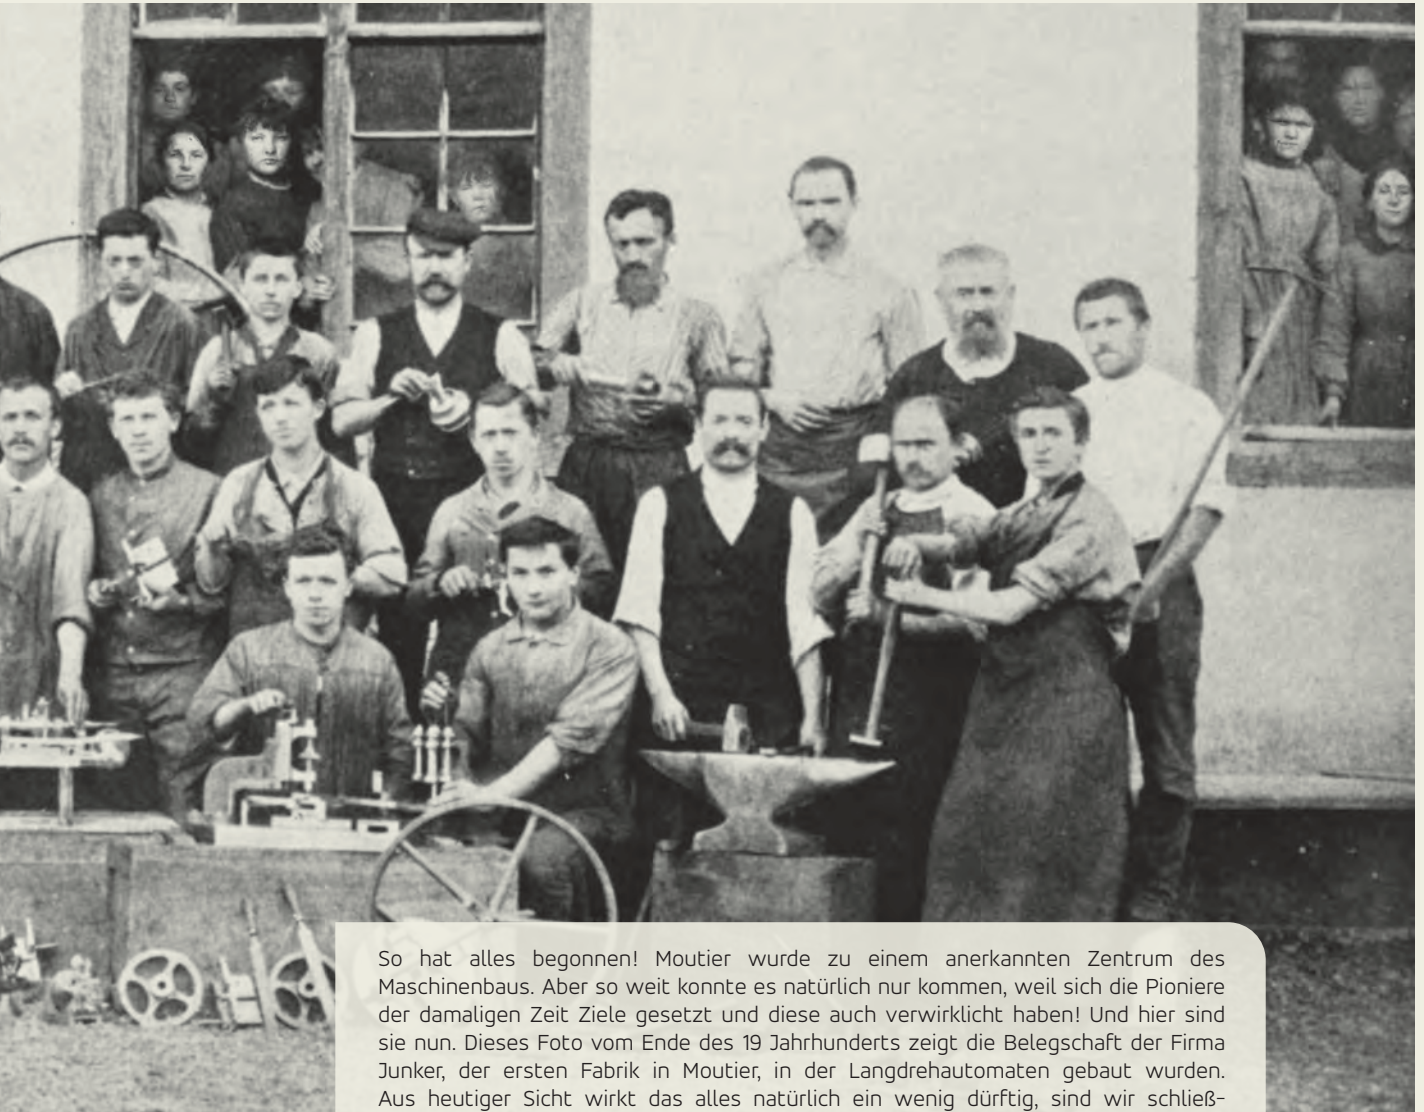 So hat alles begonnen! Moutier wurde zu einem anerkannten Zentrum des
Maschinenbaus. Aber so weit konnte es natürlich nur kommen, weil sich die Pioniere
der damaligen Zeit Ziele gesetzt und diese auch verwirklicht haben! Und hier sind
sie nun. Dieses Foto vom Ende des 19 Jahrhunderts zeigt die Belegschaft der Firma
Junker, der ersten Fabrik in Moutier, in der Langdrehautomaten gebaut wurden.
Aus heutiger Sicht wirkt das alles natürlich ein wenig dürftig, sind wir schließ-